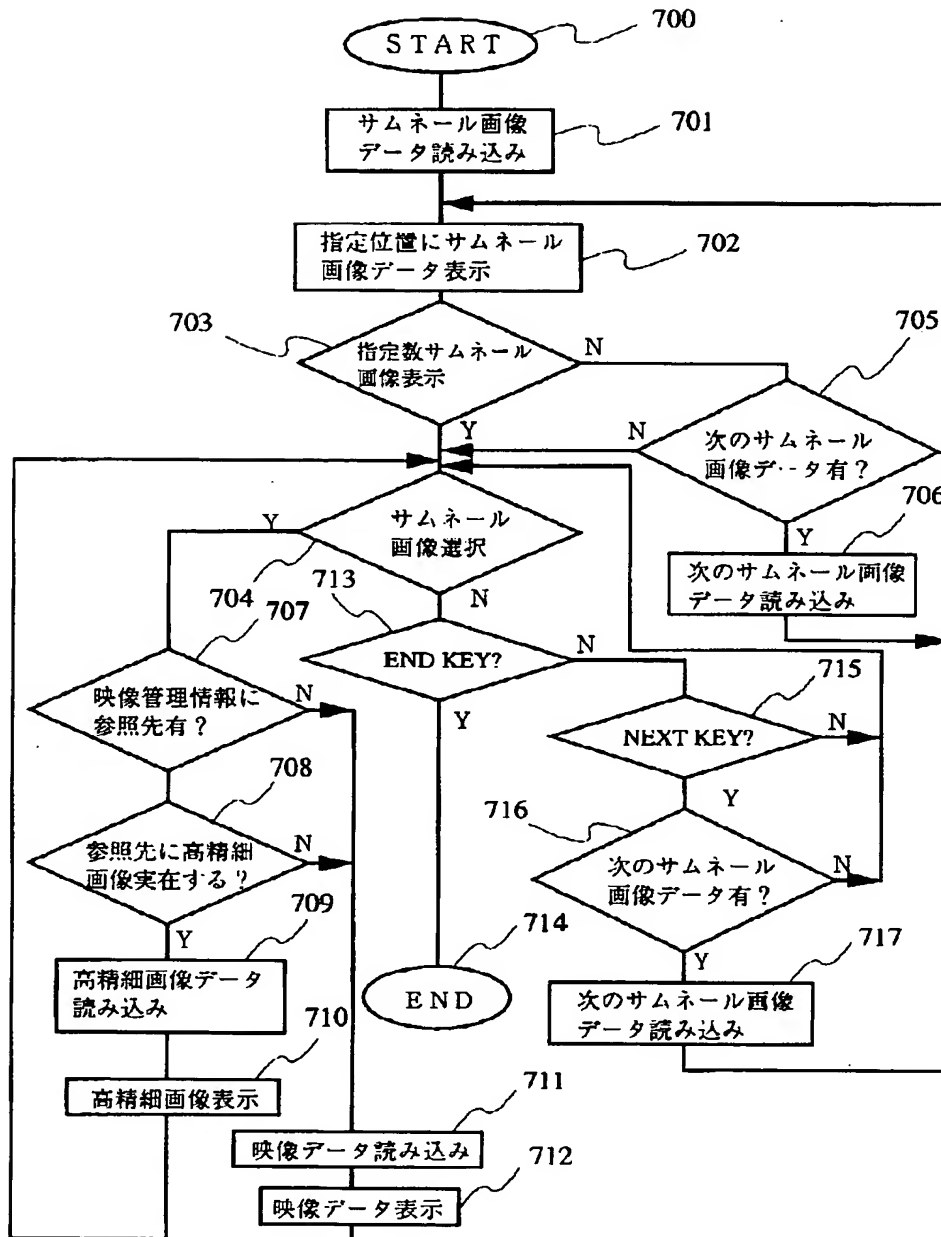 700
START
サムネール画像
データ読み込み
701
指定位置にサムネール
画像データ表示
702
703
指定数サムネール
画像表示
N
Y
705
次のサムネール
画像データ有?
N
Y
706
次のサムネール画像
データ読み込み
サムネール
画像選択
Y
N
704
713
END KEY?
N
Y
707
映像管理情報に
参照先有?
N
715
NEXT KEY?
N
Y
708
参照先に高精細
画像実在する?
N
Y
716
次のサムネール
画像データ有?
N
Y
709
高精細画像データ
読み込み
714
END
717
次のサムネール画像
データ読み込み
710
高精細画像表示
711
映像データ読み込み
712
映像データ表示